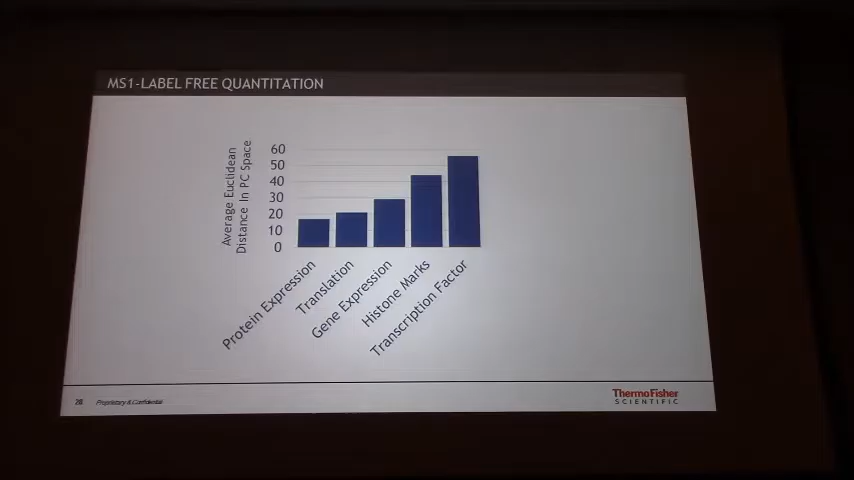 MS1-LABEL FREE QUANTITATION
Average Euclidean
Distance In PC Space
60
50
40
30
20
10
0
Protein Expression
Translation
Gene Expression
Histone Marks
Transcription Factor
28
Proprietary & Confidential
ThermoFisher
SCIENTIFIC